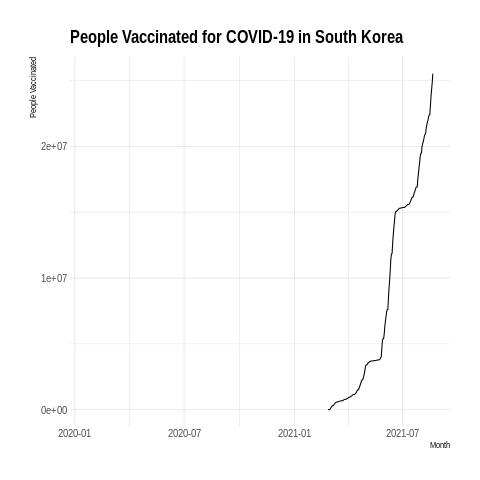 People Vaccinated for COVID-19 in South Korea
People Vaccinated
2e+07
1e+07
0e+00
2020-01 2020-07 2021-01 2021-07
Month